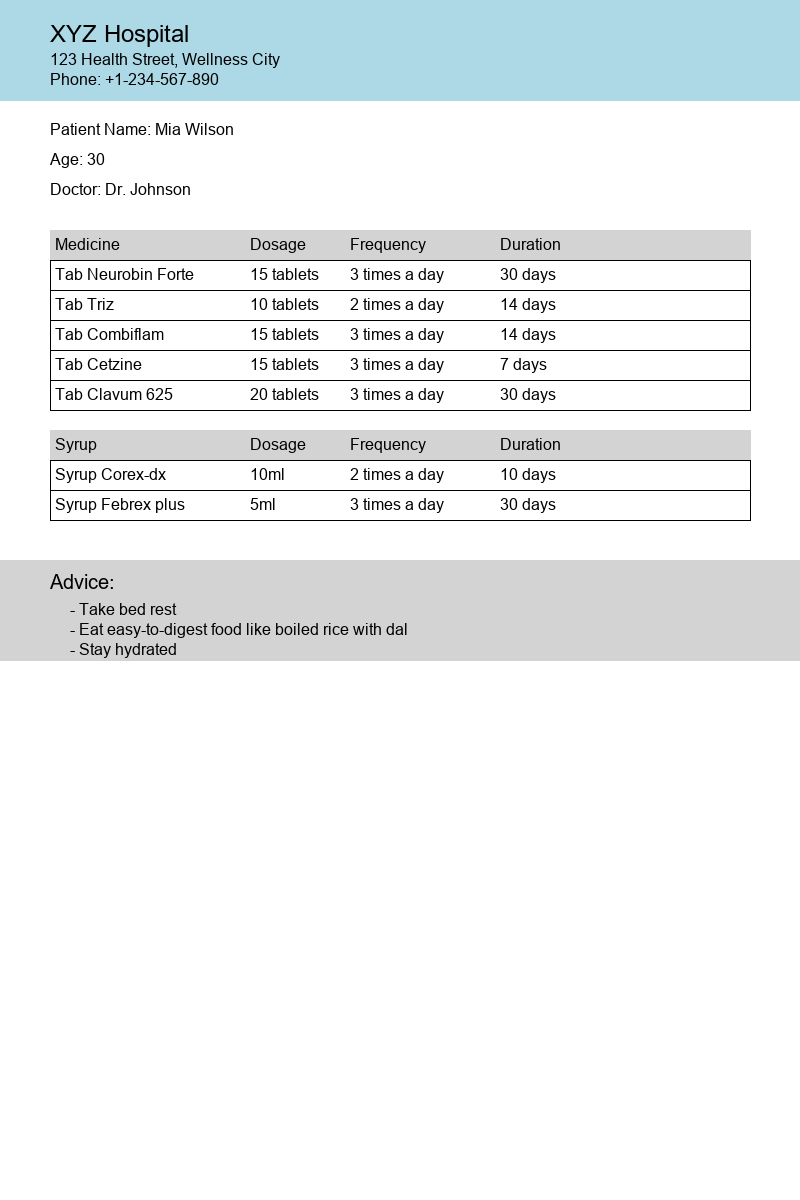 XYZ Hospital
123 Health Street, Wellness City
Phone: +1-234-567-890
Patient Name: Mia Wilson
Age: 30
Doctor: Dr. Johnson
Medicine Dosage Frequency Duration
Tab Neurobin Forte 15 tablets 3 times a day 30 days
Tab Triz 10 tablets 2 times a day 14 days
Tab Combiflam 15 tablets 3 times a day 14 days
Tab Cetzine 15 tablets 3 times a day 7 days
Tab Clavum 625 20 tablets 3 times a day 30 days
Syrup Dosage Frequency Duration
Syrup Corex-dx 10ml 2 times a day 10 days
Syrup Febrex plus 5ml 3 times a day 30 days
Advice:
- Take bed rest
- Eat easy-to-digest food like boiled rice with dal
- Stay hydrated